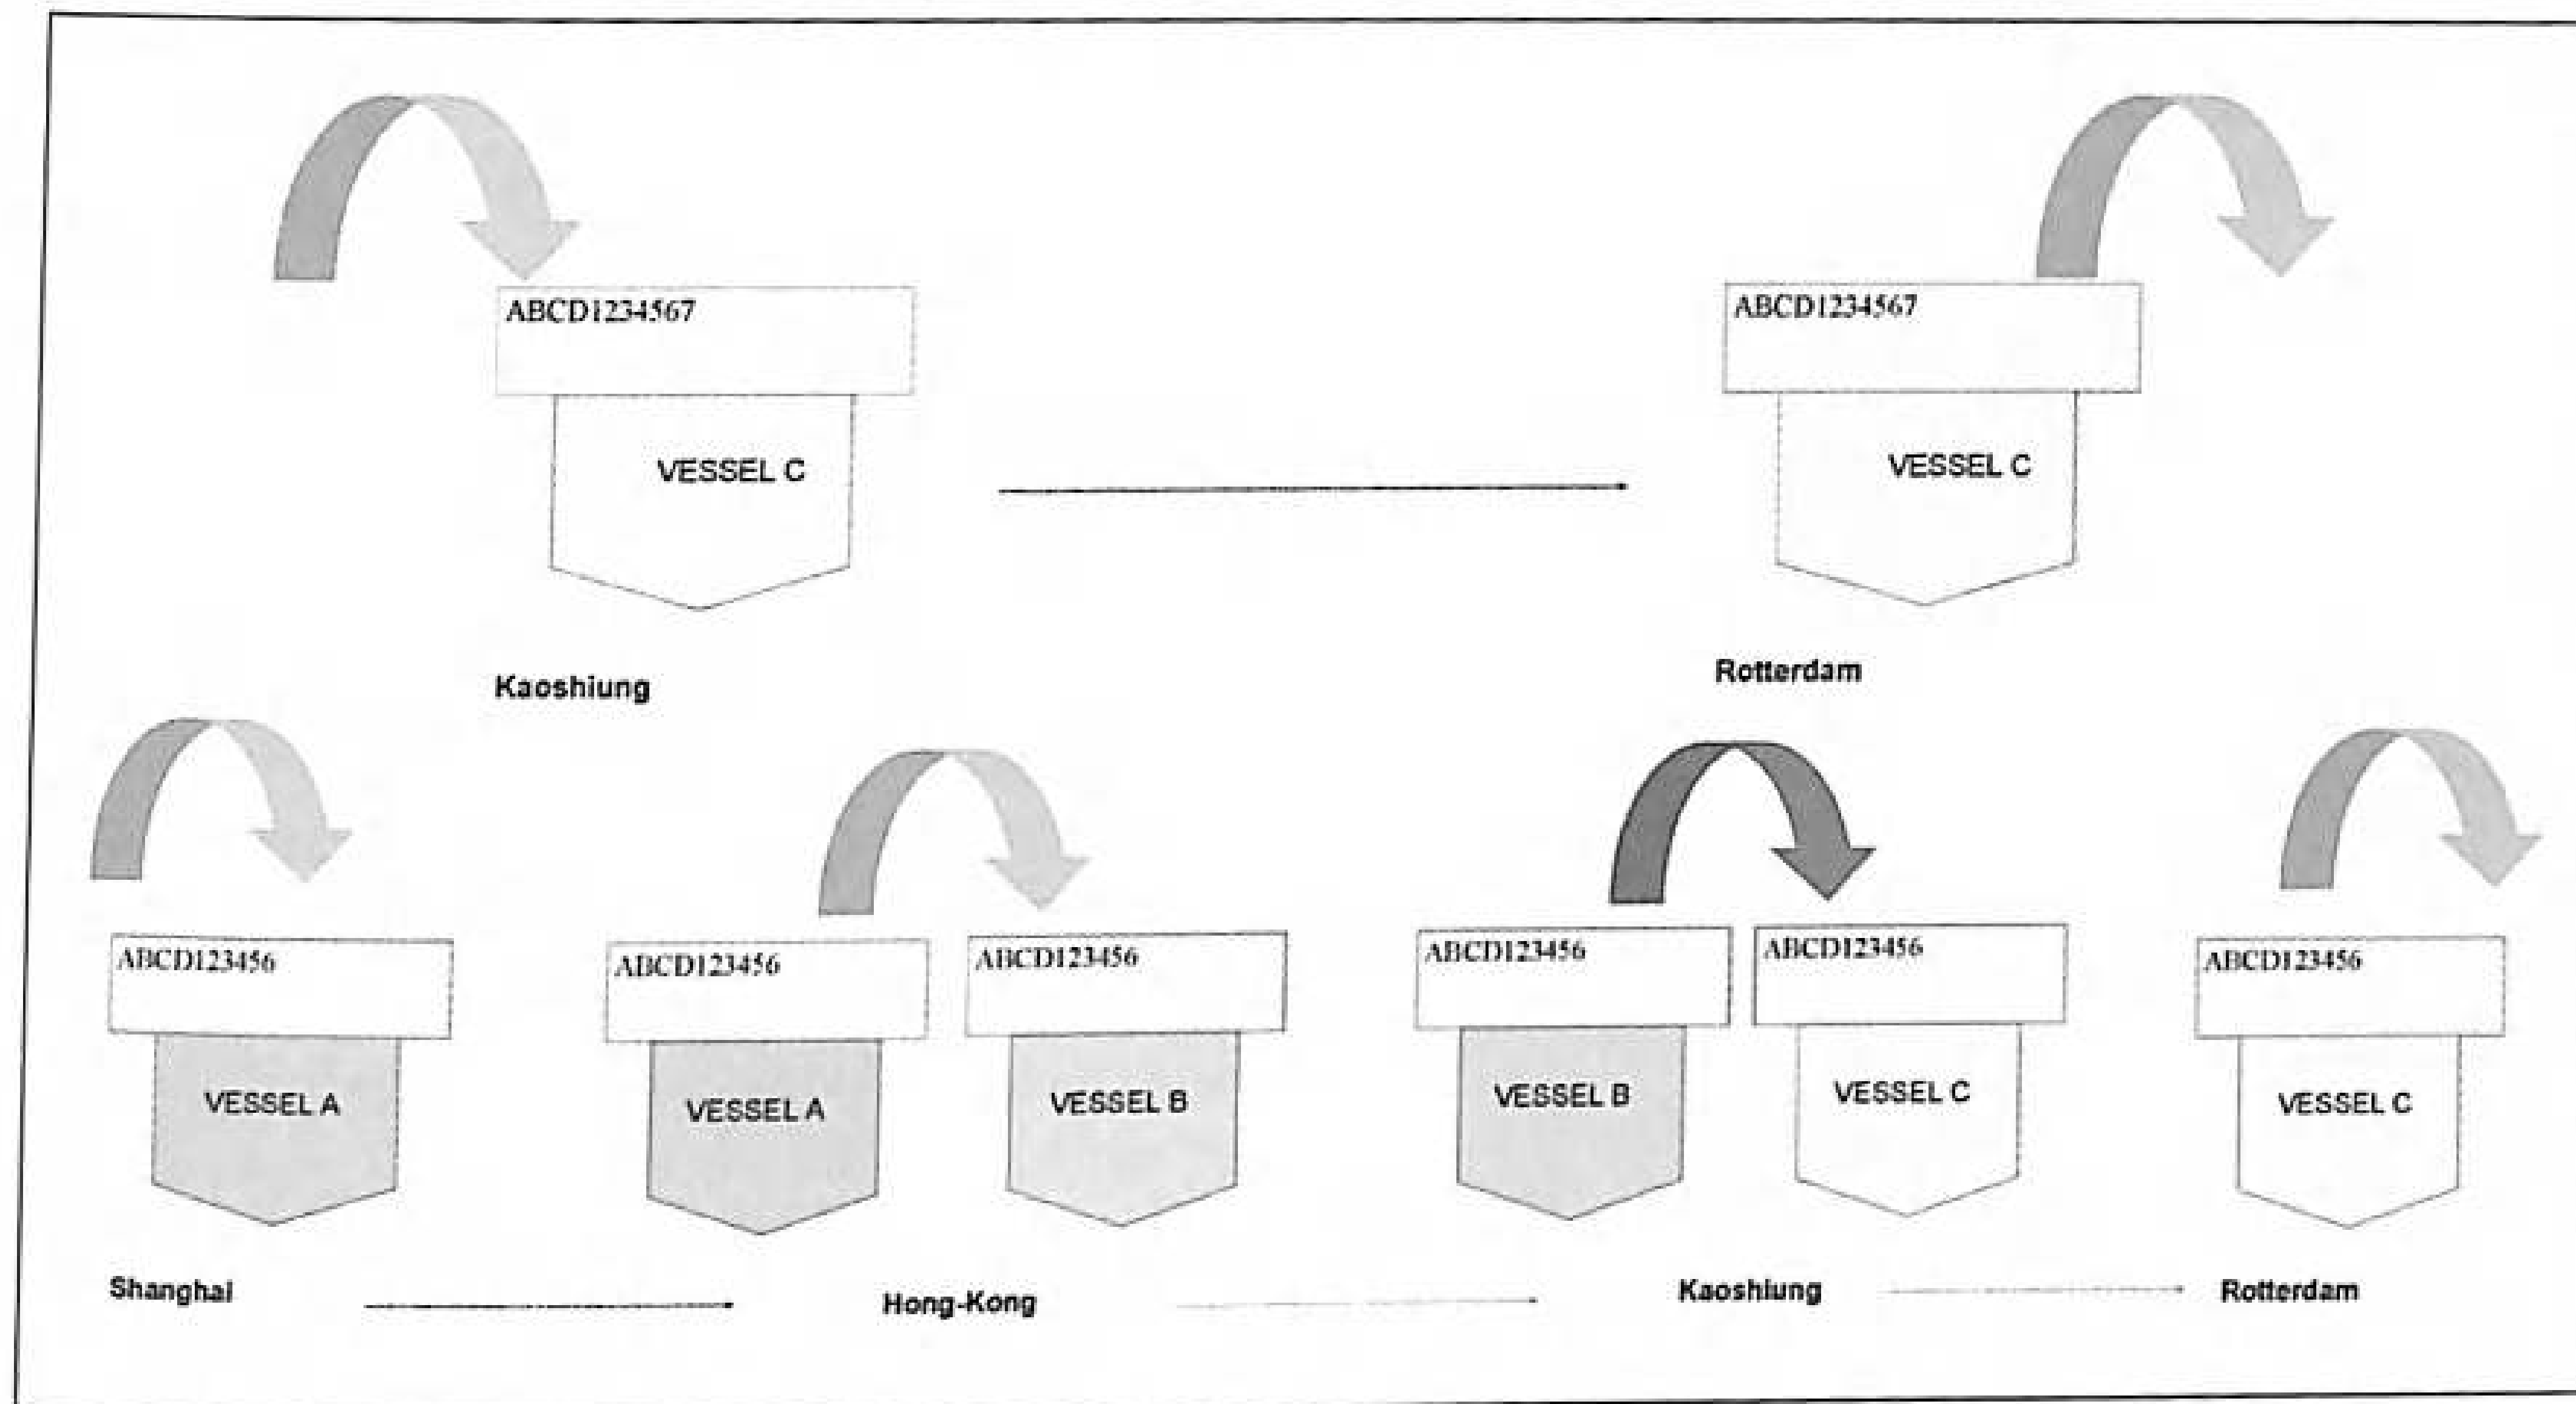 ABCD1234567
ABCD1234567
VESSEL C
VESSEL C
Kaoshiung
Rotterdam
ABCD123456
ABCD123456
ABCD123456
ABCD123456
ABCD123456
ABCD123456
VESSEL A
VESSEL A
VESSEL B
VESSEL B
VESSEL C
VESSEL C
Shanghai
Hong-Kong
Kaoshiung
Rotterdam